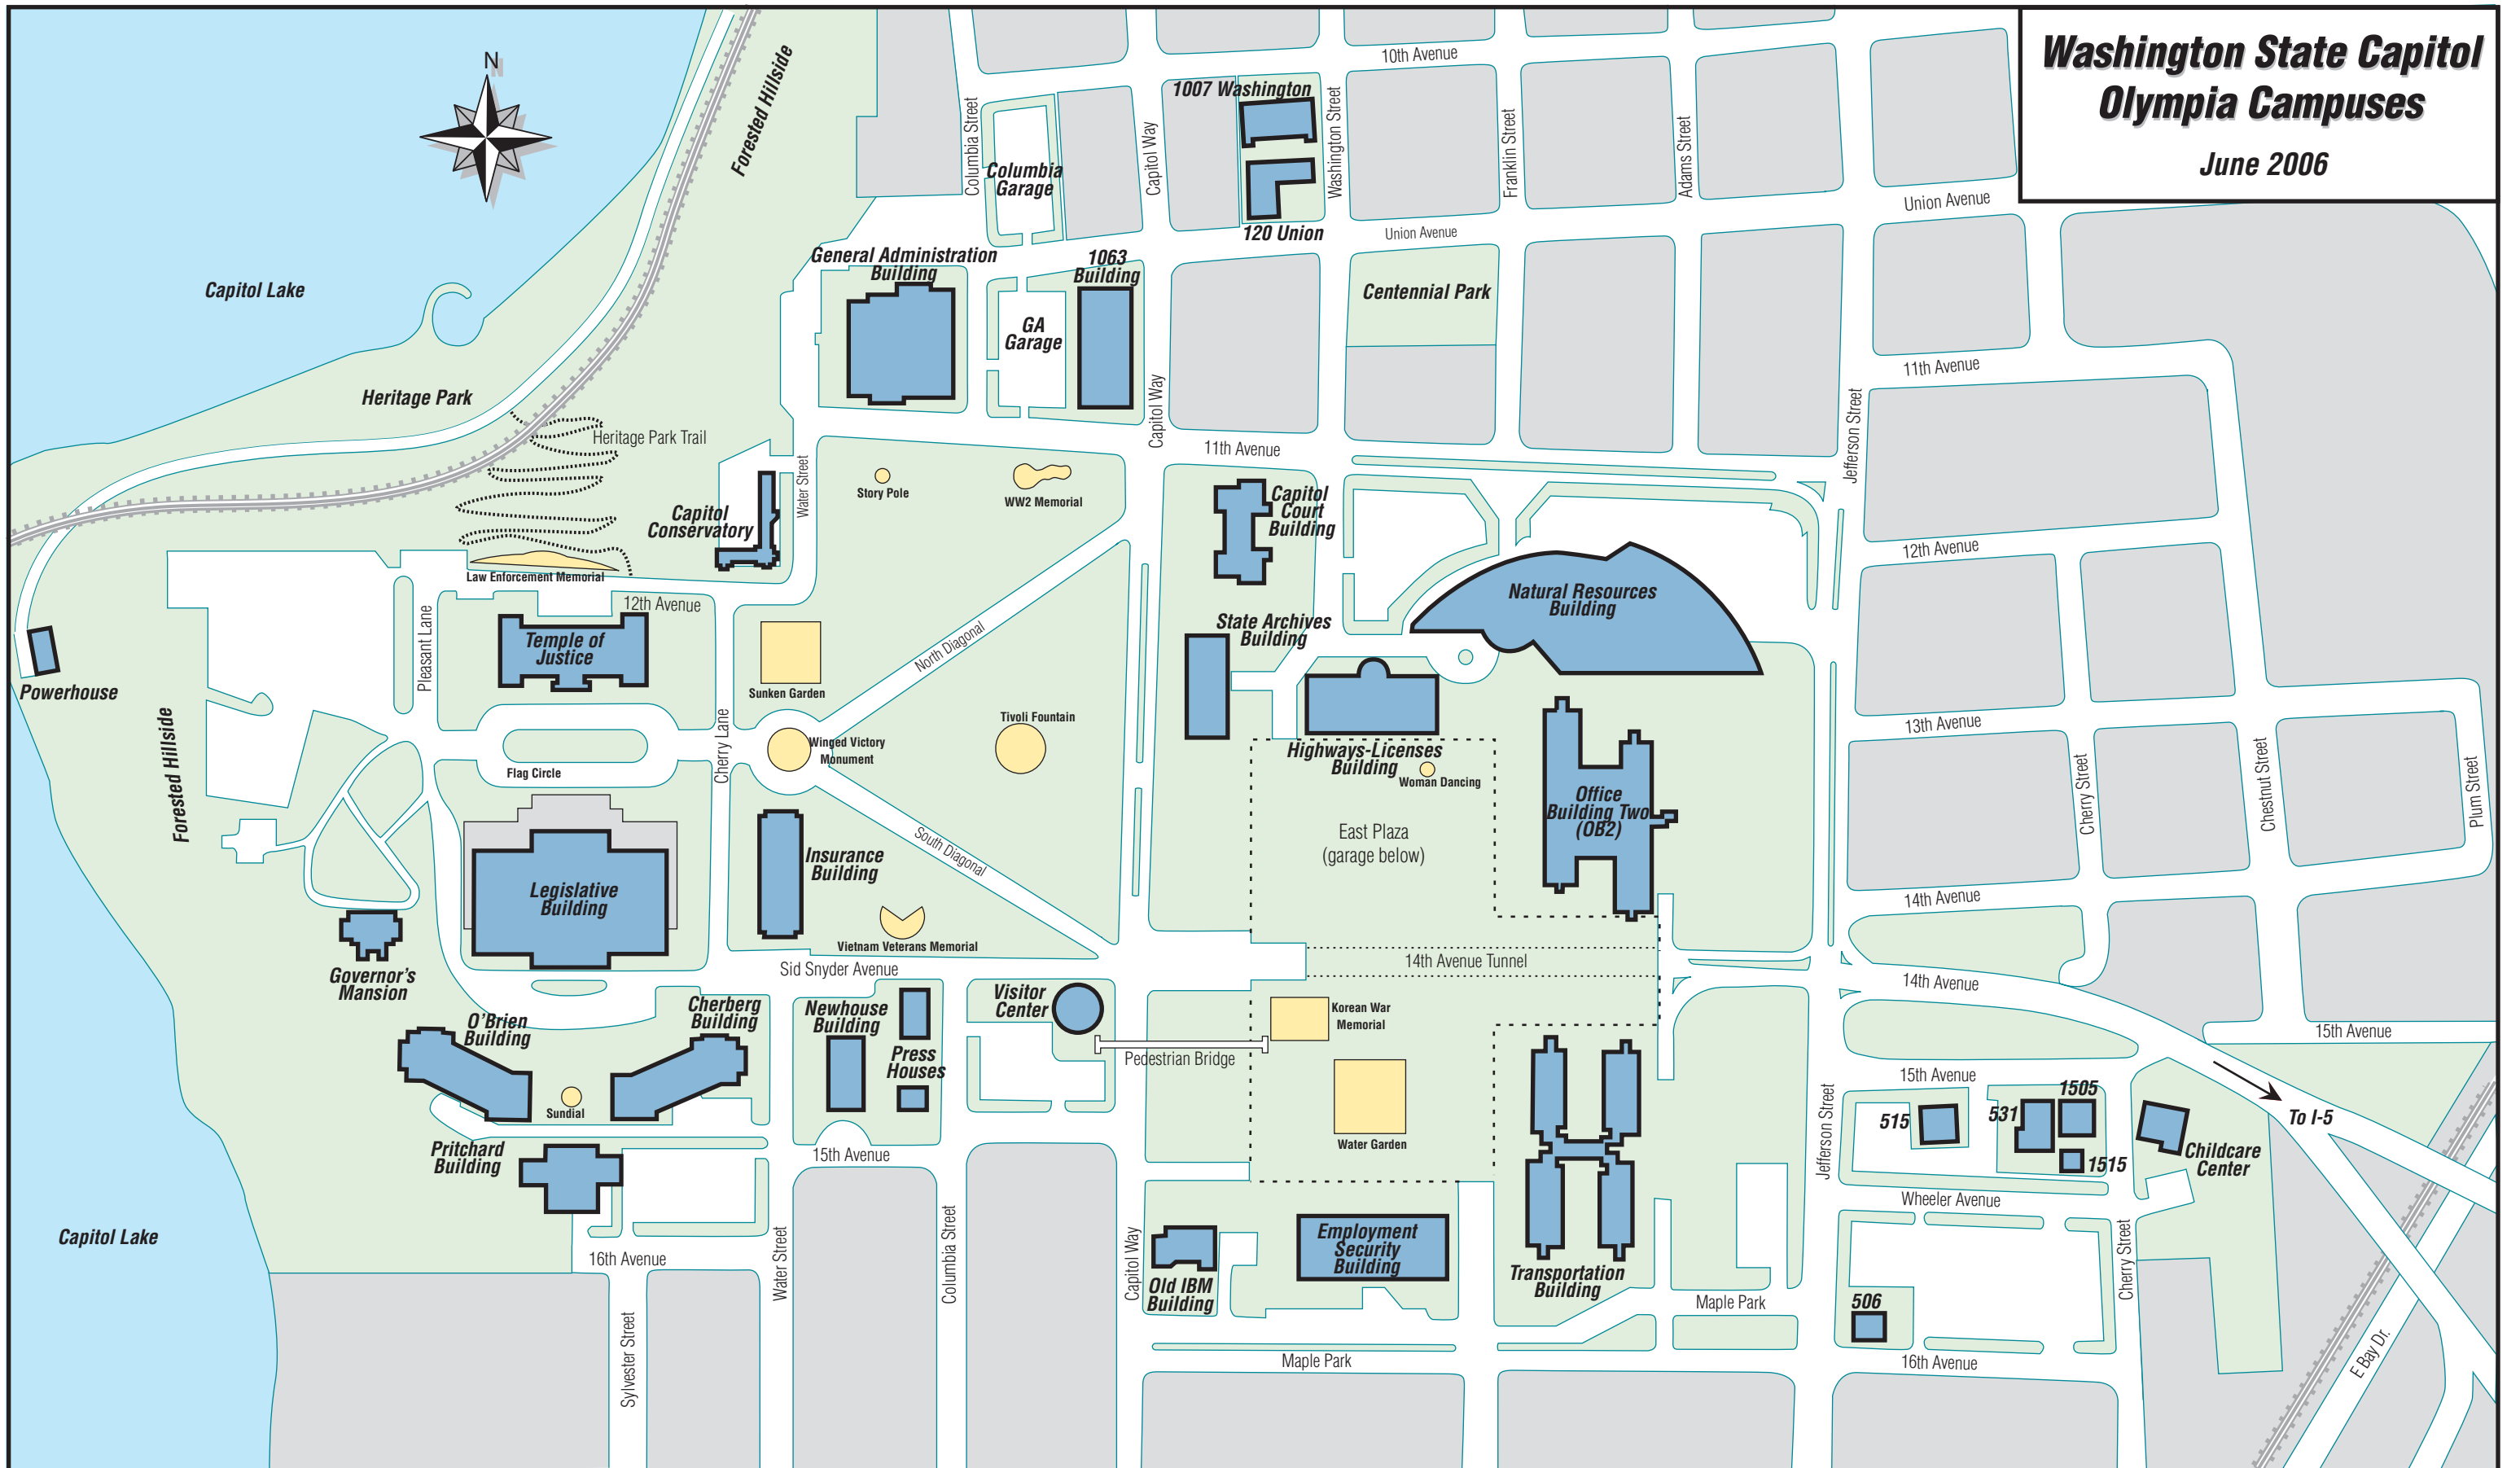 Washington State Capitol
Olympia Campuses
June 2006
N
Forested Hillside
10th Avenue
1007 Washington
Columbia Street
Capitol Way
Washington Street
Franklin Street
Adams Street
Columbia
Garage
Union Avenue
120 Union
Union Avenue
General Administration
Building
1063
Building
Capitol Lake
Centennial Park
GA
Garage
11th Avenue
Heritage Park
Capitol Way
Jefferson Street
Heritage Park Trail
11th Avenue
Water Street
Story Pole
WW2 Memorial
Capitol
Court
Building
Capitol
Conservatory
12th Avenue
Law Enforcement Memorial
12th Avenue
Natural Resources
Building
Pleasant Lane
Temple of
Justice
North Diagonal
State Archives
Building
Powerhouse
Sunken Garden
Forested Hillside
Cherry Lane
Tivoli Fountain
13th Avenue
Winged Victory
Monument
Flag Circle
Highways-Licenses
Building
Woman Dancing
Cherry Street
Chestnut Street
Plum Street
Office
Building Two
(OB2)
East Plaza
(garage below)
South Diagonal
Insurance
Building
Legislative
Building
14th Avenue
Vietnam Veterans Memorial
Governor's
Mansion
Sid Snyder Avenue
14th Avenue Tunnel
14th Avenue
O'Brien
Building
Cherberg
Building
Newhouse
Building
Visitor
Center
Korean War
Memorial
15th Avenue
Press
Houses
Pedestrian Bridge
15th Avenue
Sundial
515
531
1505
1515
To I-5
Water Garden
Jefferson Street
Pritchard
Building
15th Avenue
Childcare
Center
Wheeler Avenue
Capitol Lake
16th Avenue
Water Street
Columbia Street
Capitol Way
Employment
Security
Building
Old IBM
Building
Transportation
Building
Cherry Street
Maple Park
506
Sylvester Street
Maple Park
16th Avenue
E Bay Dr.